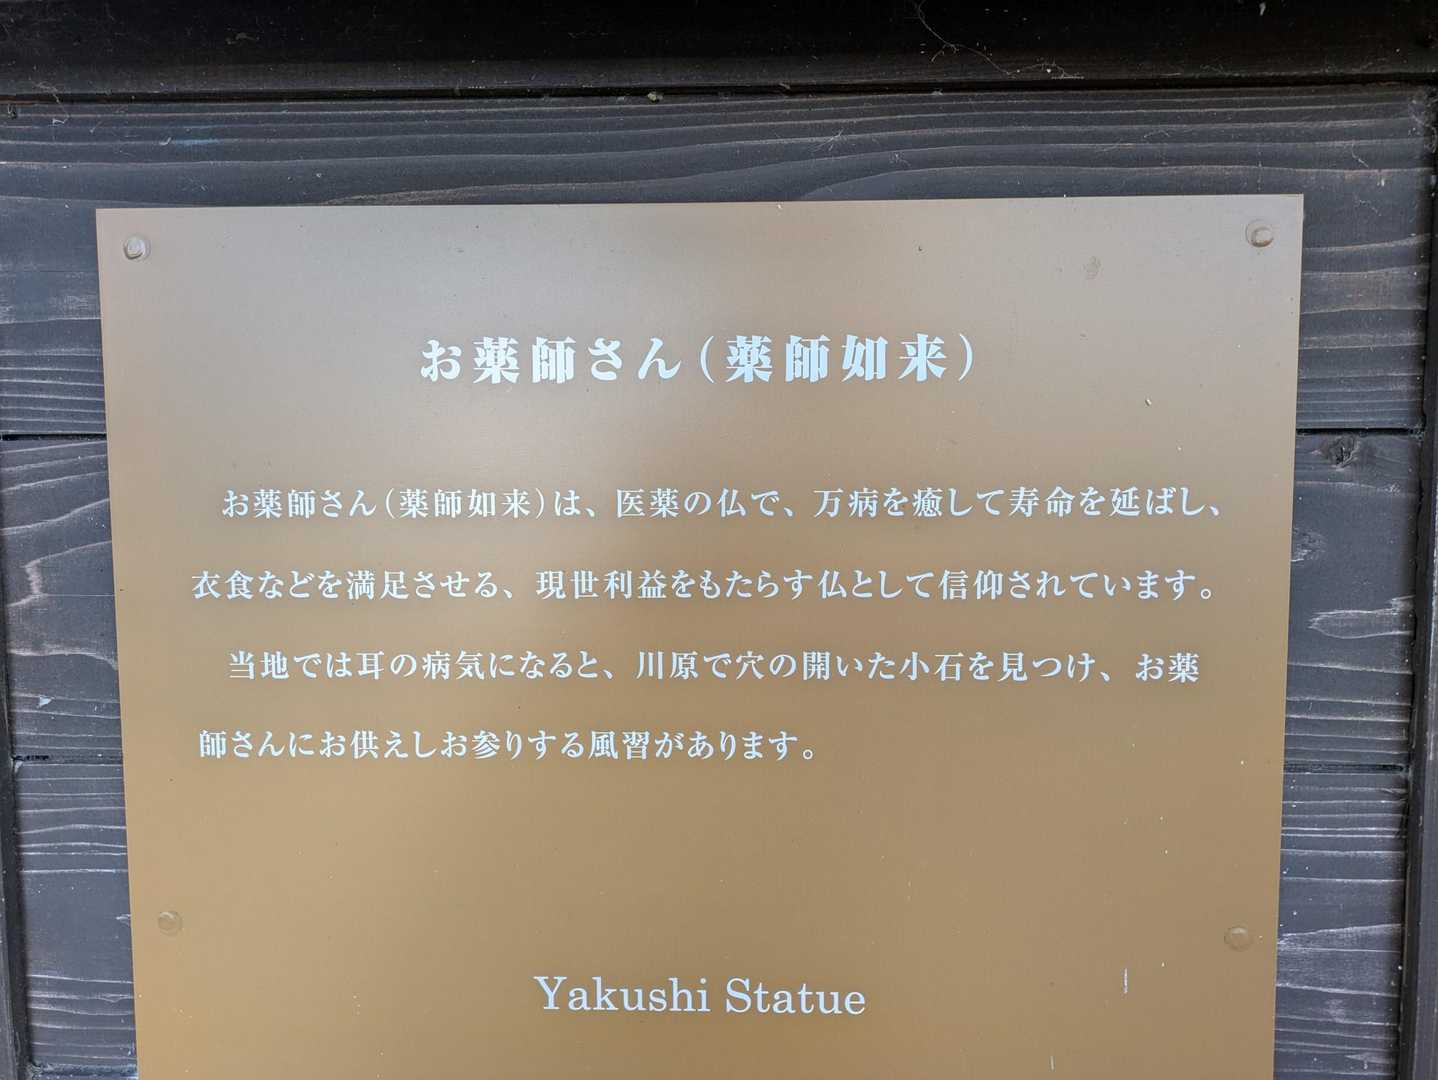 お薬師さん(薬師如来)
お薬師さん(薬師如来)は、医薬の仏で、万病を癒して寿命を延ばし、
衣食などを満足させる、現世利益をもたらす仏として信仰されています。
当地では耳の病気になると、川原で穴の開いた小石を見つけ、お薬
師さんにお供えしお参りする風習があります。
Yakushi Statue